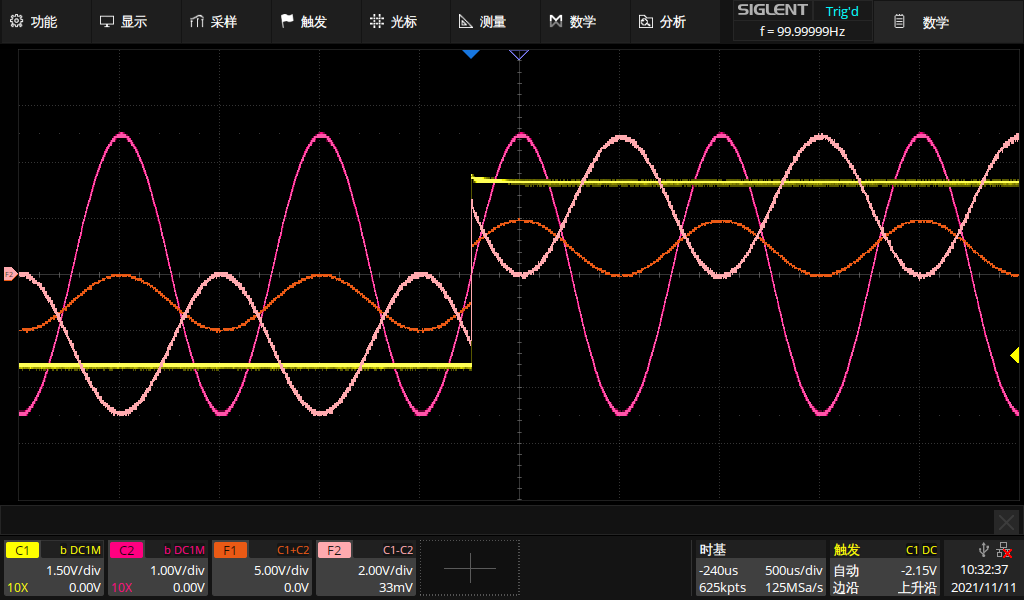 功能 显示 采样 触发 光标 测量 数学 分析 SIGLENT Trig'd 数学
f = 99.99999Hz
F2
C1 b DC1M C2 b DC1M F1 C1+C2 F2 C1-C2 时基 触发 C1 DC
1.50V/div 1.00V/div 5.00V/div 2.00V/div -240us 500us/div 自动 -2.15V 10:32:37
10X 0.00V 10X 0.00V 0.0V 33mV 625kpts 125MSa/s 边沿 上升沿 2021/11/11